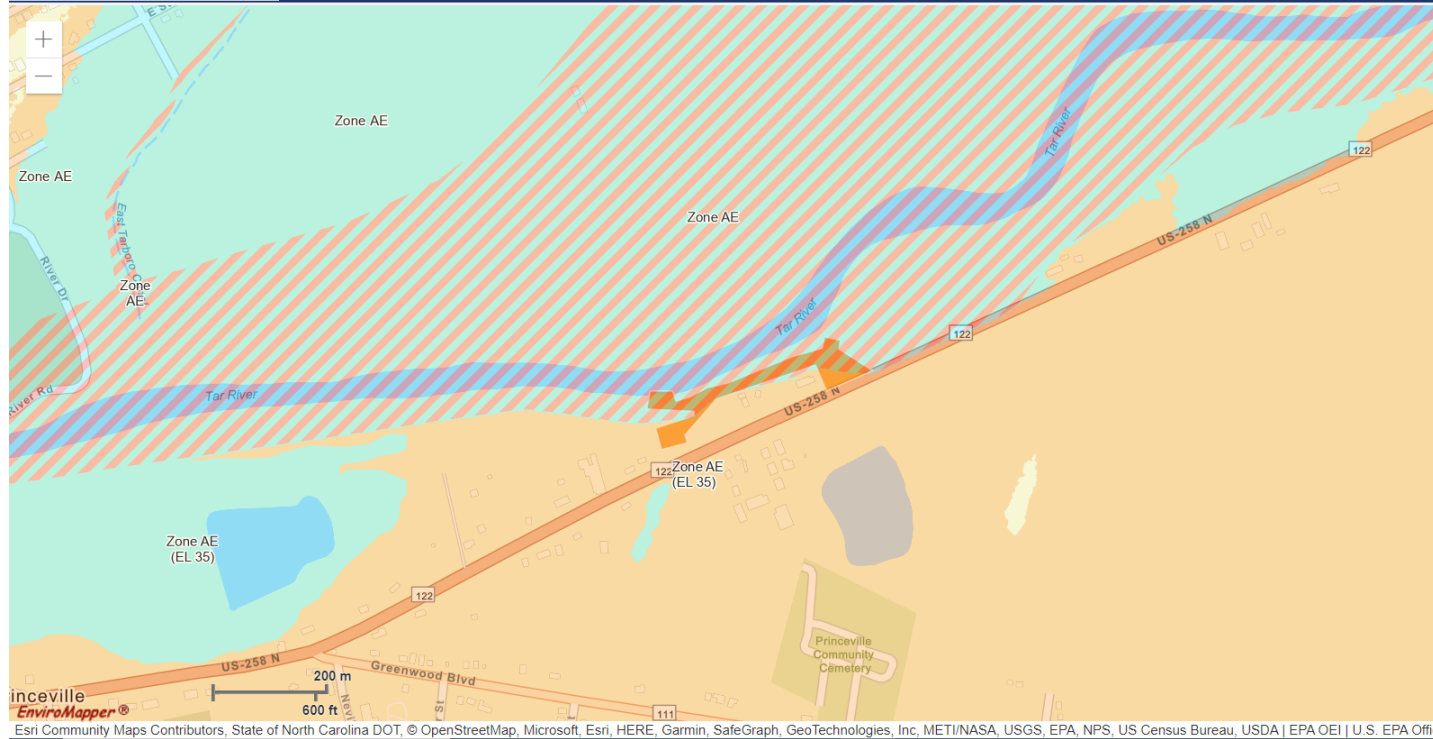 E S
+
−
Zone AE
Zone AE
Zone AE
Tar River
122
US-258 N
East Tarboro C
Zone
AE
River Dr
Tar River
122
River Rd
Tar River
US-258 N
122
Zone AE
(EL 35)
Zone AE
(EL 35)
122
Princeville
Community
Cemetery
US-258 N
Greenwood Blvd
200 m
600 ft
inceville
EnviroMapper ®
Nevi
r St
t
111
Esri Community Maps Contributors, State of North Carolina DOT, © OpenStreetMap, Microsoft, Esri, HERE, Garmin, SafeGraph, GeoTechnologies, Inc, METI/NASA, USGS, EPA, NPS, US Census Bureau, USDA | EPA OEI | U.S. EPA Offi